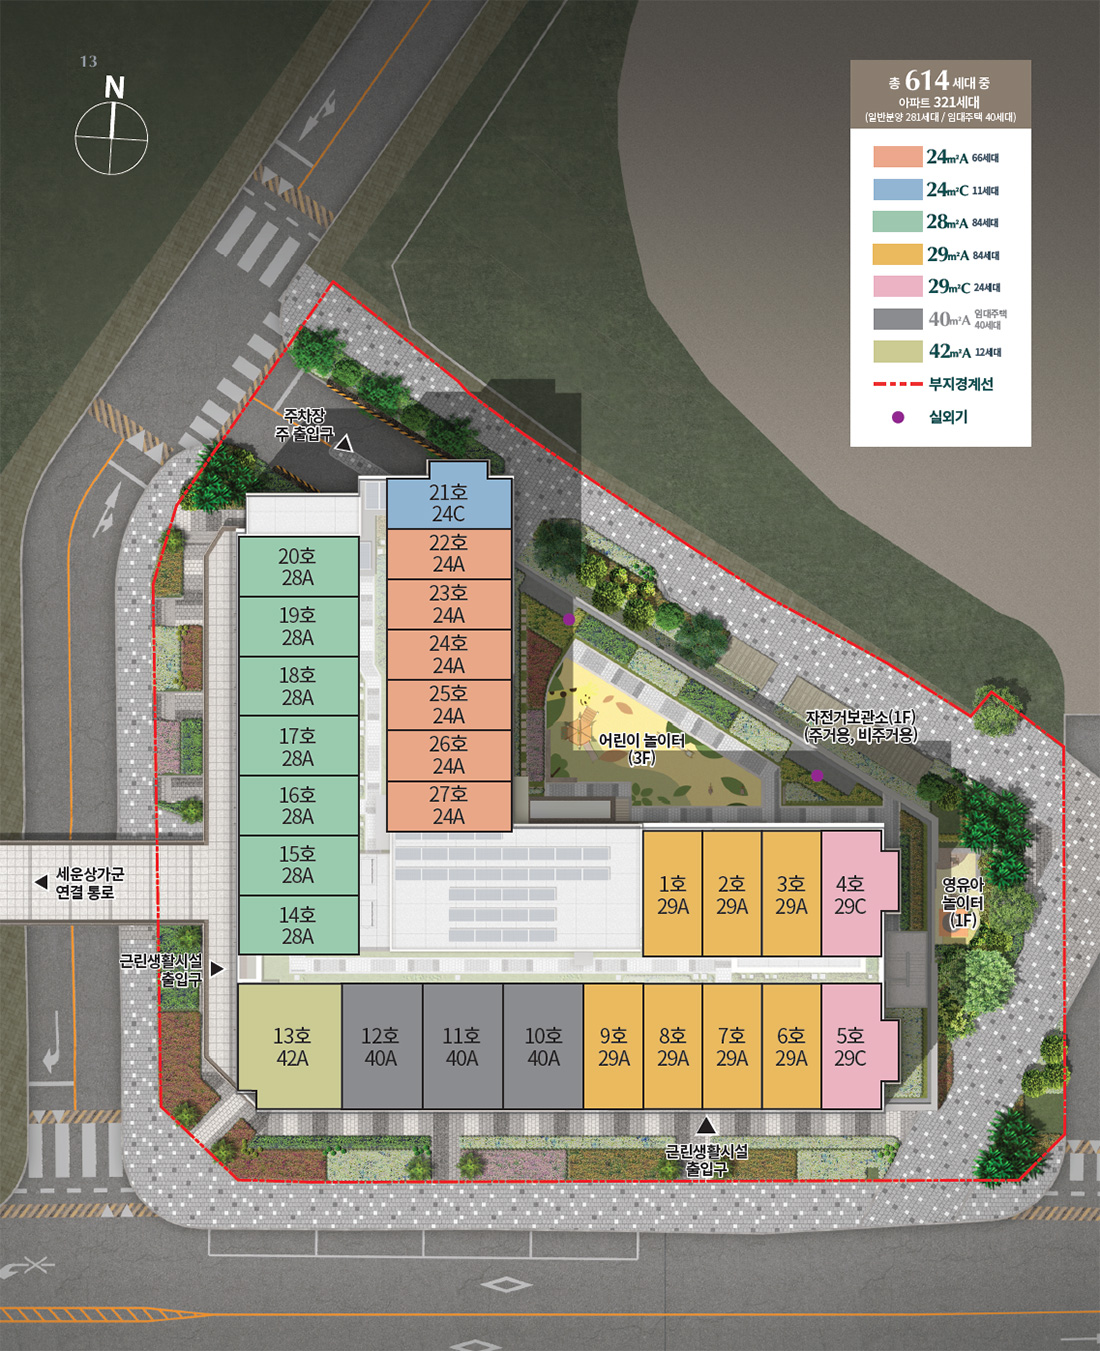 13
N
총 614 세대 중
아파트 321세대
(일반분양 281세대 / 임대주택 40세대)
24m²A 66세대
24m²C 11세대
28m²A 84세대
29m²A 84세대
29m²C 24세대
40m²A 임대주택
40세대
42m²A 12세대
부지경계선
실외기
주차장
주 출입구
21호
24C
22호
24A
23호
24A
24호
24A
25호
24A
26호
24A
27호
24A
20호
28A
19호
28A
18호
28A
17호
28A
16호
28A
15호
28A
14호
28A
어린이 놀이터
(3F)
자전거보관소(1F)
(주거용, 비주거용)
세운상가군
연결 통로
1호
29A
2호
29A
3호
29A
4호
29C
영유아
놀이터
(1F)
근린생활시설
출입구
13호
42A
12호
40A
11호
40A
10호
40A
9호
29A
8호
29A
7호
29A
6호
29A
5호
29C
근린생활시설
출입구